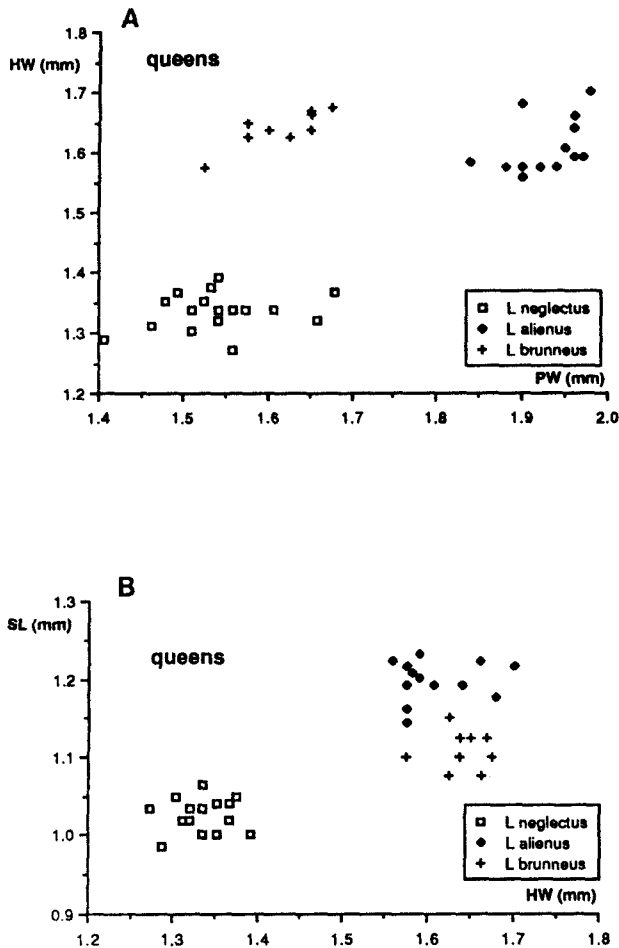 A
1.8
HW (mm)
queens
1.7
1.6
1.5
1.4
1.3
1.2
L neglectus
L alienus
L brunneus
PW (mm)
1.4 1.5 1.6 1.7 1.8 1.9 2.0
B
1.3
SL (mm)
queens
1.2
1.1
1.0
0.9
L neglectus
L alienus
L brunneus
HW (mm)
1.2 1.3 1.4 1.5 1.6 1.7 1.8